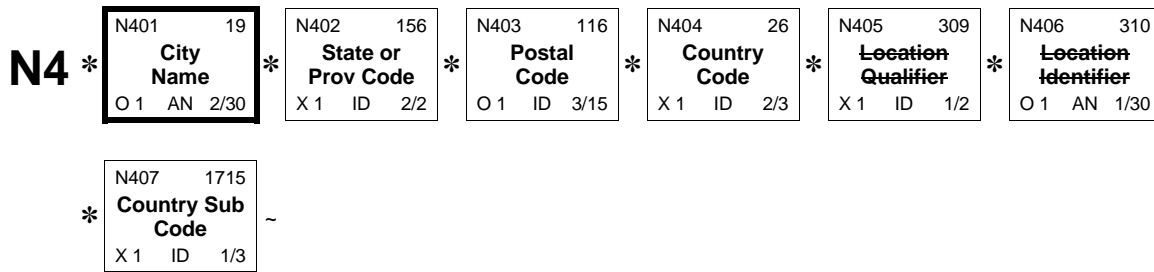 N401 19 N402 156 N403 116 N404 26 N405 309 N406 310
N4 * City Name * State or Prov Code * Postal Code * Country Code * Location Qualifier * Location Identifier
O 1 AN 2/30 X 1 ID 2/2 O 1 ID 3/15 X 1 ID 2/3 X 1 ID 1/2 O 1 AN 1/30
N407 1715
* Country Sub Code ~
X 1 ID 1/3